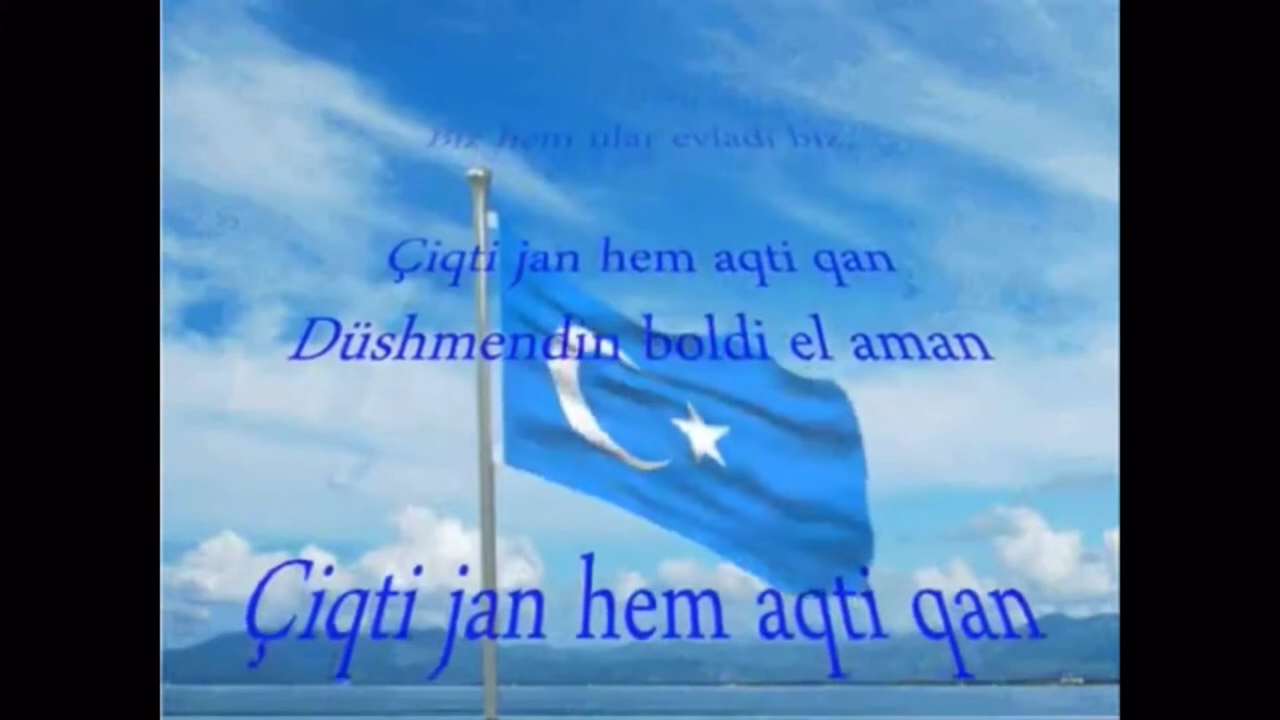 Biz hem ular evladi biz,
Çiqti jan hem aqti qan
Düshmendin boldi el aman
Çiqti jan hem aqti qan